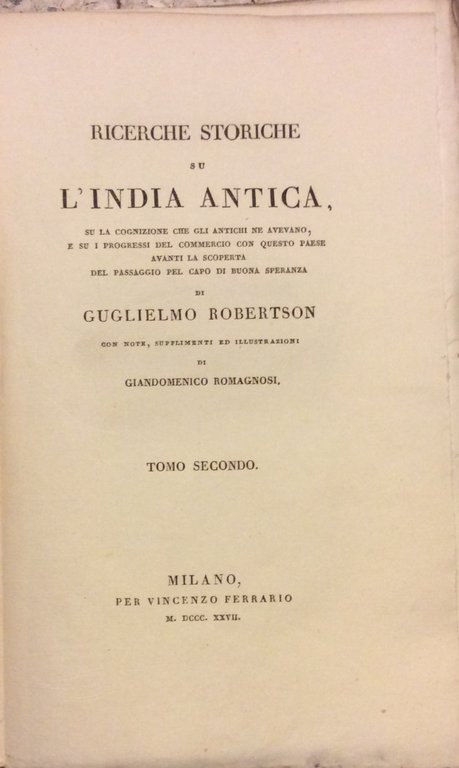 RICERCHE STORICHE
SU
L'INDIA ANTICA,
SU LA COGNIZIONE CHE GLI ANTICHI NE AVEVANO,
E SU I PROGRESSI DEL COMMERCIO CON QUESTO PAESE
AVANTI LA SCOPERTA
DEL PASSAGGIO PEL CAPO DI BUONA SPERANZA
DI
GUGLIELMO ROBERTSON
CON NOTE, SUPPLIMENTI ED ILLUSTRAZIONI
DI
GIANDOMENICO ROMAGNOSI.
TOMO SECONDO.
MILANO,
PER VINCENZO FERRARIO
M. DCCC. XXVII.